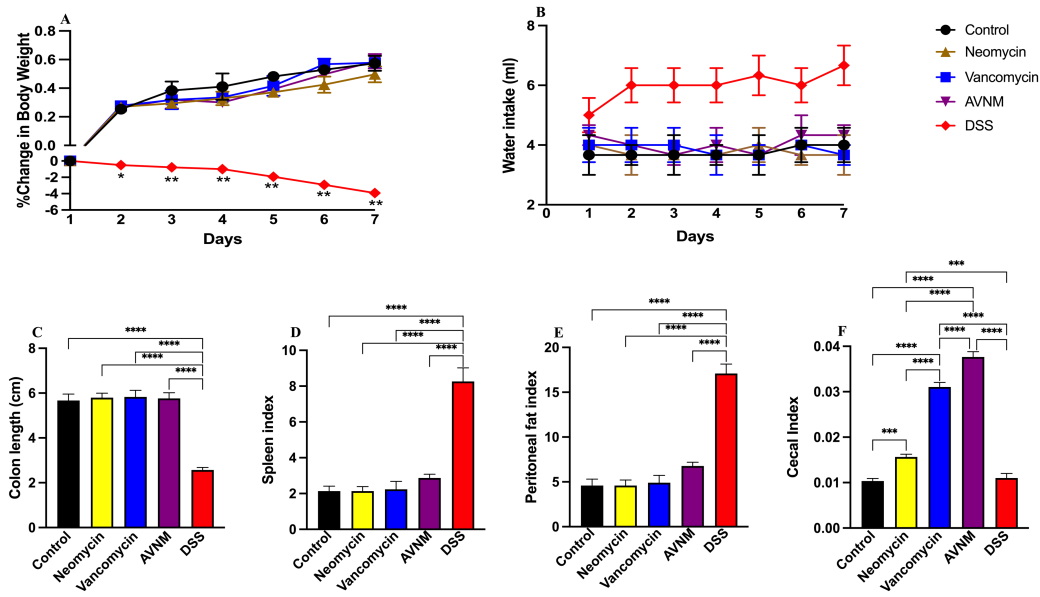 A
%Change in Body Weight
0.8
0.6
0.4
0.2
0.0
0
-2
-4
-6
* ** ** ** ** **
1 2 3 4 5 6 7
Days
B
Water intake (ml)
8
6
4
2
0 1 2 3 4 5 6 7
Days
Control
Neomycin
Vancomycin
AVNM
DSS
C
Colon length (cm)
8
6
4
2
0
****
****
****
****
Control Neomycin Vancomycin AVNM DSS
D
Spleen index
10
8
6
4
2
0
****
****
****
****
Control Neomycin Vancomycin AVNM DSS
E
Peritoneal fat index
20
15
10
5
0
****
****
****
****
Control Neomycin Vancomycin AVNM DSS
F
Cecal Index
0.04
0.03
0.02
0.01
0.00
***
****
****
****
**** **** ****
****
***
Control Neomycin Vancomycin AVNM DSS